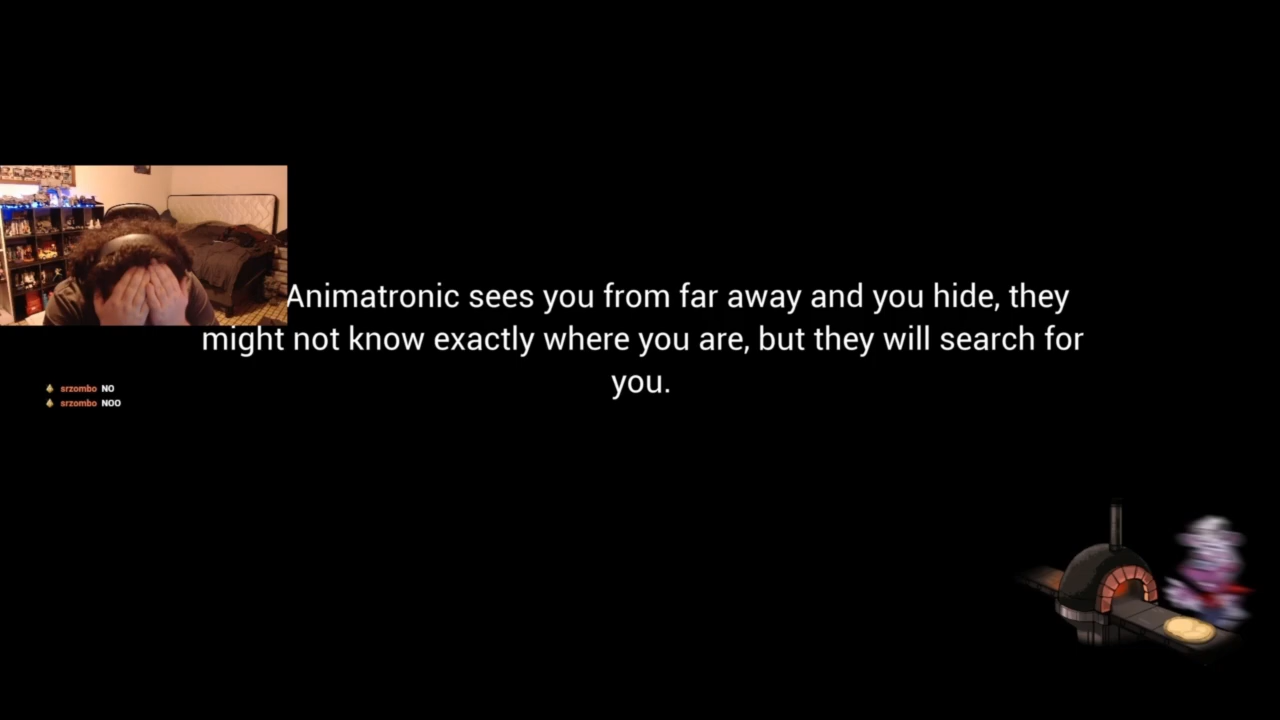 Animatronic sees you from far away and you hide, they
might not know exactly where you are, but they will search for
you.
srzombo NO
srzombo NOO